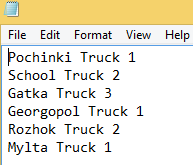 File Edit Format View Help
Pochinki Truck 1
School Truck 2
Gatka Truck 3
Georgopol Truck 1
Rozhok Truck 2
Mylta Truck 1